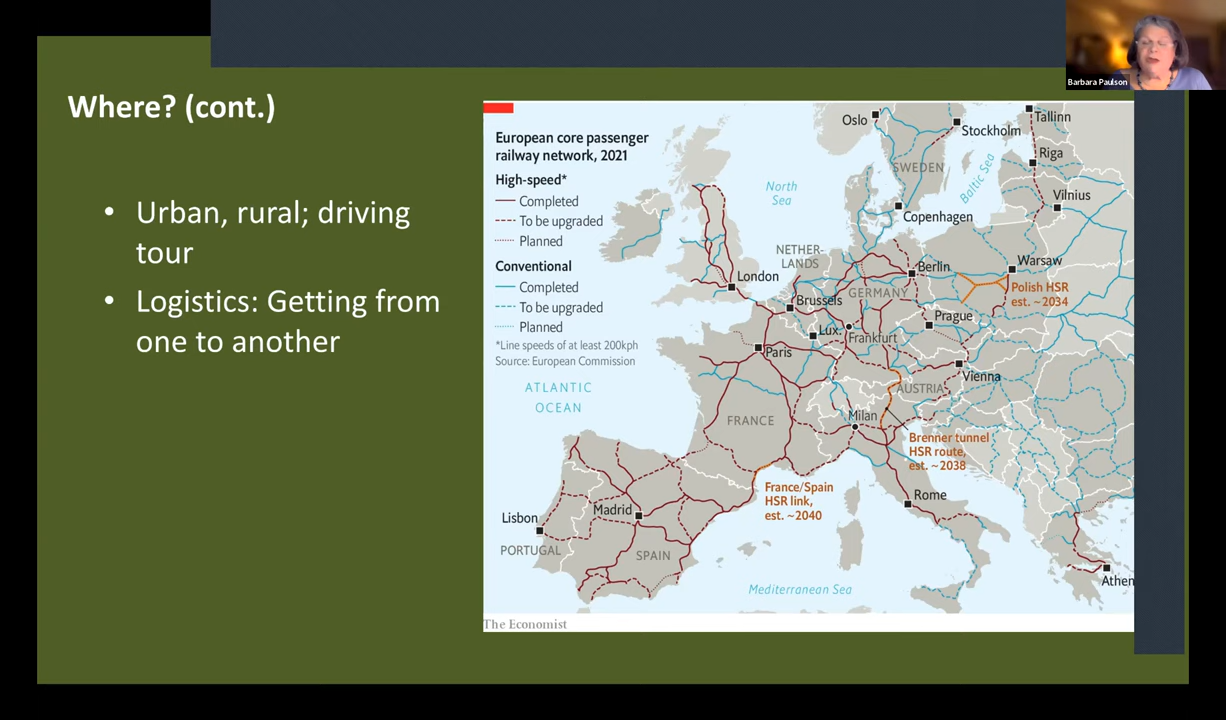 Barbara Paulson
Where? (cont.)
• Urban, rural; driving
tour
• Logistics: Getting from
one to another
European core passenger
railway network, 2021
High-speed*
Completed
To be upgraded
Planned
Conventional
Completed
To be upgraded
Planned
*Line speeds of at least 200kph
Source: European Commission
Oslo
Stockholm
Tallinn
SWEDEN
Riga
Baltic Sea
North
Sea
Vilnius
Copenhagen
NETHER-
LANDS
London
Berlin
Warsaw
Polish HSR
est. ~2034
Brussels
GERMANY
Prague
Lux.
Frankfurt
Paris
Vienna
ATLANTIC
OCEAN
AUSTRIA
FRANCE
Milan
Brenner tunnel
HSR route,
est. ~2038
France/Spain
HSR link,
est. ~2040
Rome
Lisbon
Madrid
PORTUGAL
SPAIN
Athen
Mediterranean Sea
The Economist